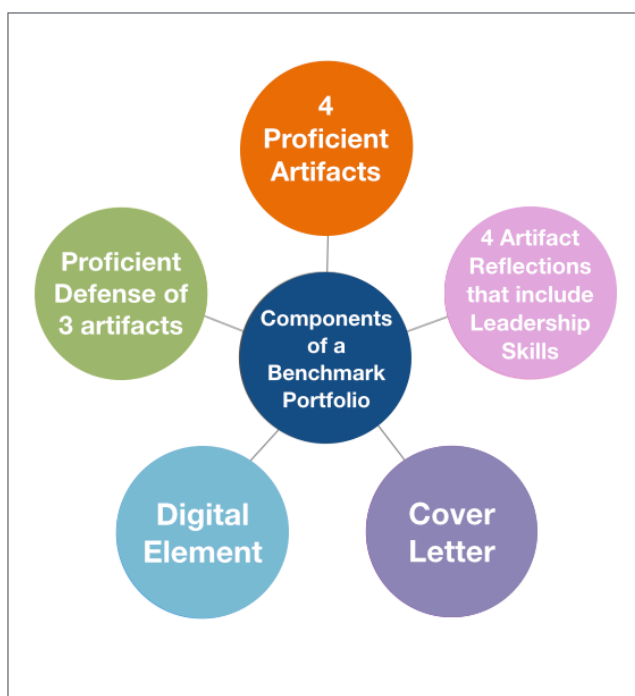 4
Proficient
Artifacts
4 Artifact
Reflections
that include
Leadership
Skills
Proficient
Defense of
3 artifacts
Components
of a
Benchmark
Portfolio
Digital
Element
Cover
Letter